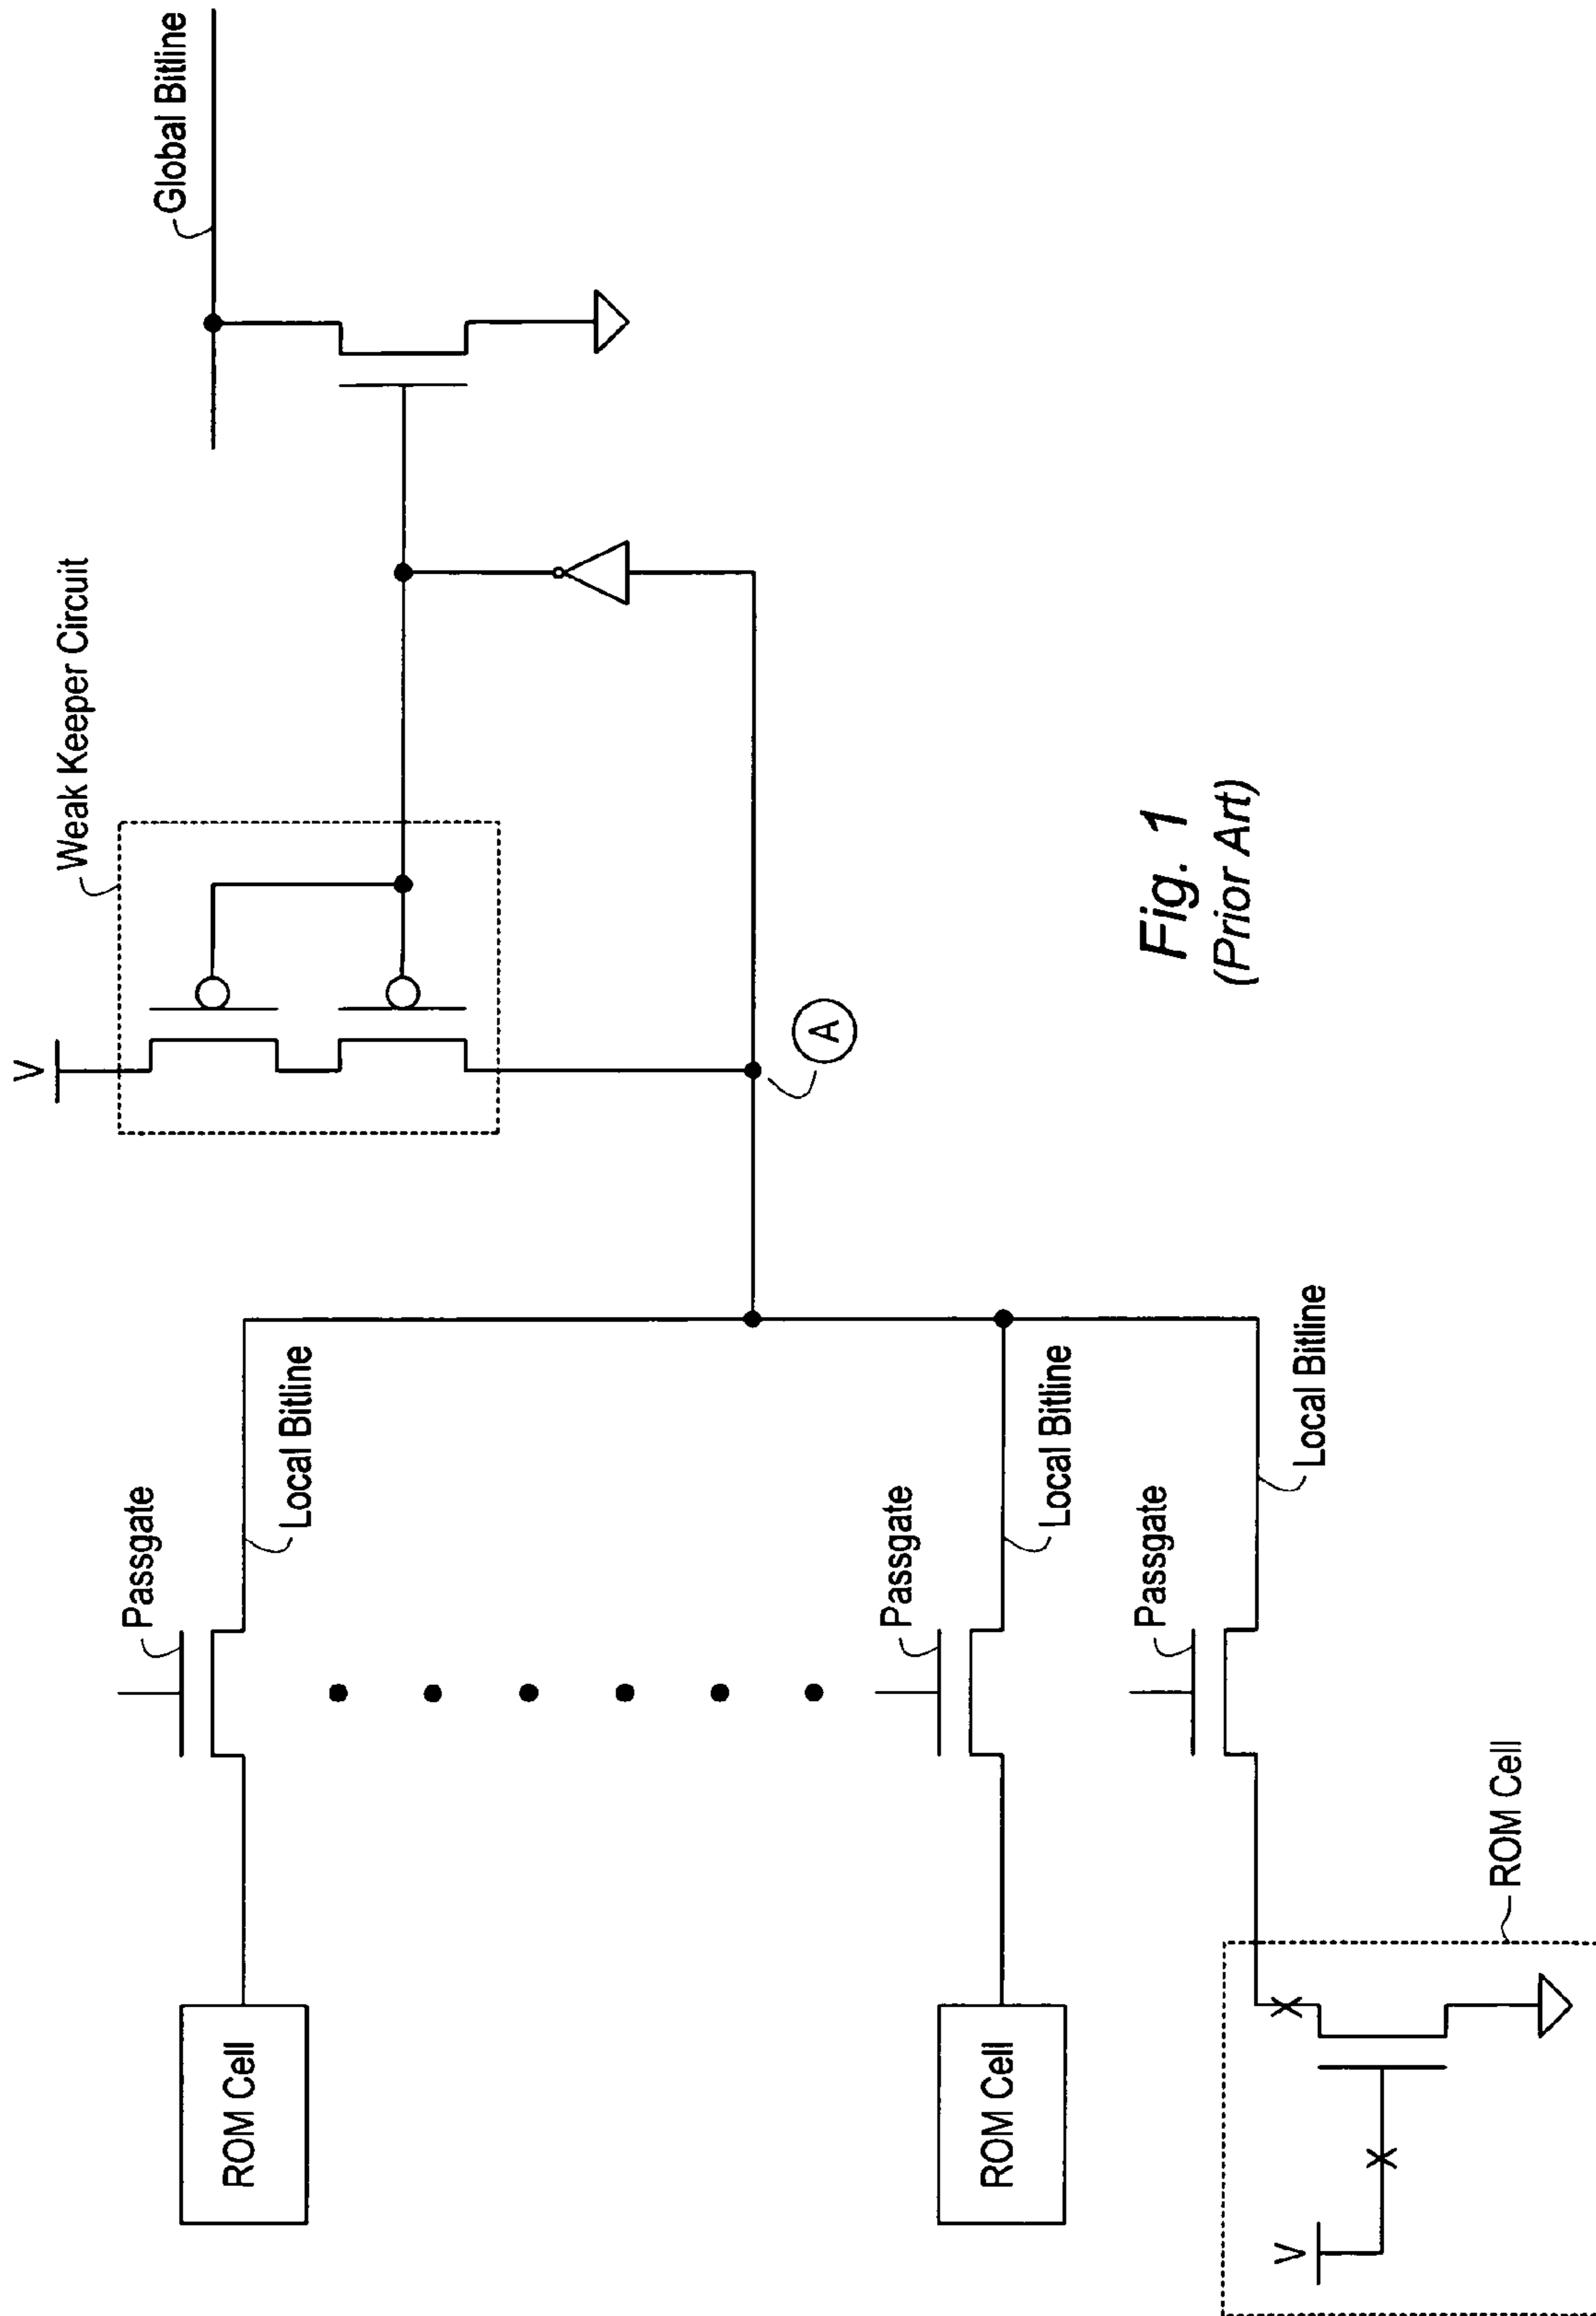 Global Bitline
Weak Keeper Circuit
V
A
Passgate
Local Bitline
Passgate
Local Bitline
Passgate
Local Bitline
ROM Cell
ROM Cell
ROM Cell
V
Fig. 1
(Prior Art)